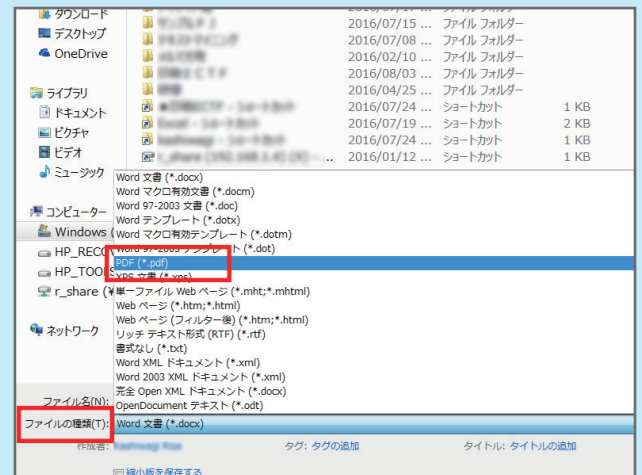 ダウンロード
デスクトップ
OneDrive
ライブラリ
ドキュメント
ピクチャ
ビデオ
ミュージック
コンピューター
Windows (
HP_RECO
HP_TOOLS
r_share (¥
ネットワーク
2016/07/15 ... ファイル フォルダー
2016/07/08 ... ファイル フォルダー
2016/02/10 ... ファイル フォルダー
2016/08/03 ... ファイル フォルダー
2016/04/25 ... ファイル フォルダー
2016/07/24 ... ショートカット 1 KB
2016/07/19 ... ショートカット 2 KB
2016/07/24 ... ショートカット 1 KB
2016/01/12 ... ショートカット 1 KB
Word 文書 (*.docx)
Word マクロ有効文書 (*.docm)
Word 97-2003 文書 (*.doc)
Word テンプレート (*.dotx)
Word マクロ有効テンプレート (*.dotm)
Word 97-2003 テンプレート (*.dot)
PDF (*.pdf)
XPS 文書 (*.xps)
単一ファイル Web ページ (*.mht;*.mhtml)
Web ページ (*.htm;*.html)
Web ページ (フィルター後) (*.htm;*.html)
リッチ テキスト形式 (RTF) (*.rtf)
書式なし (*.txt)
Word XML ドキュメント (*.xml)
Word 2003 XML ドキュメント (*.xml)
完全 Open XML ドキュメント (*.docx)
OpenDocument テキスト (*.odt)
ファイル名(N):
ファイルの種類(T): Word 文書 (*.docx)
作成者: タグ: タグの追加 タイトル: タイトルの追加
縮小版を保存する